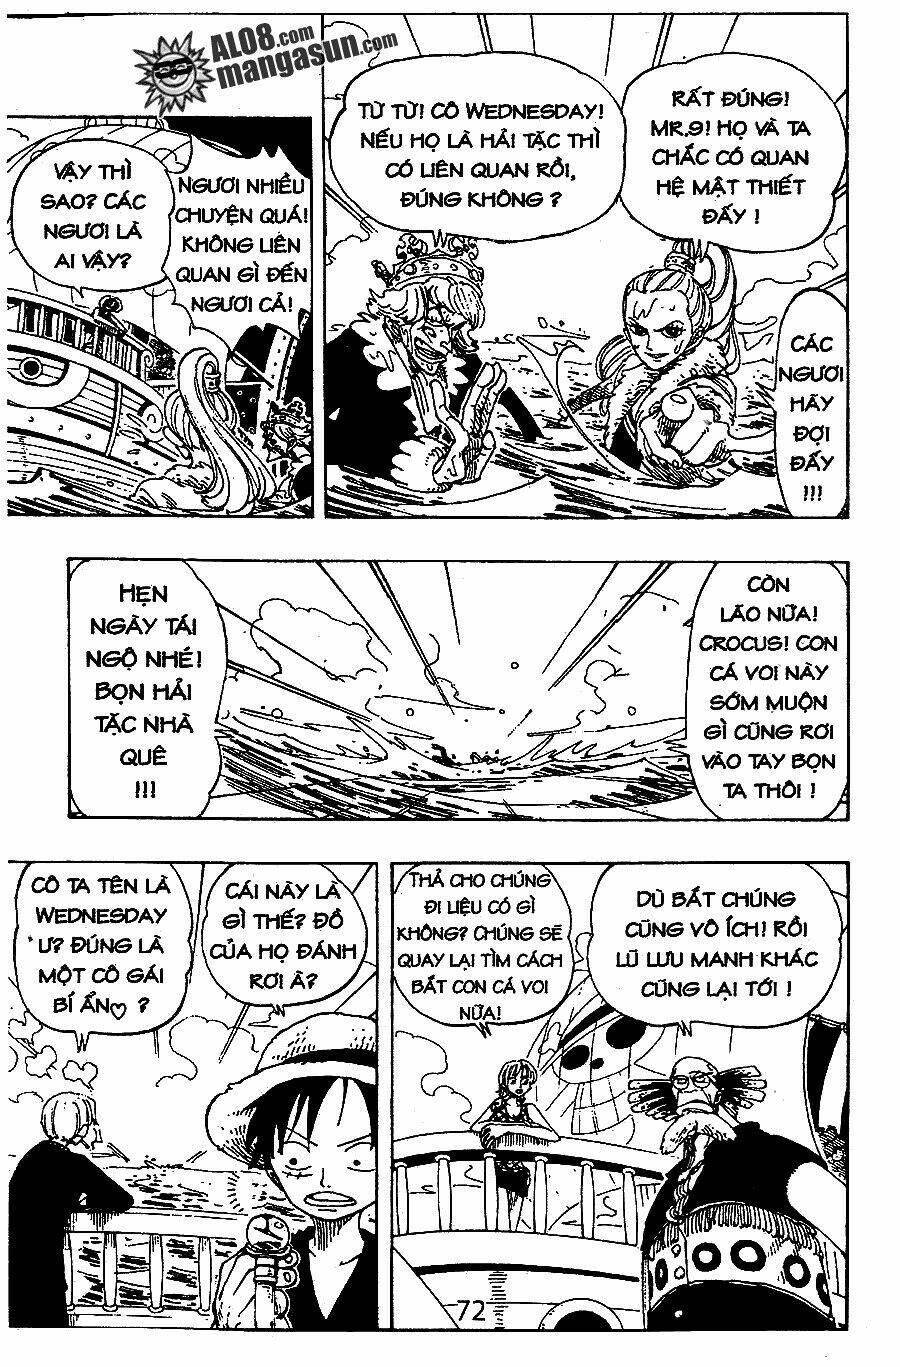 AL08.com
mangasun.com
VẬY THÌ
SAO? CÁC
NGƯƠI LÀ
AI VẬY?
NGƯƠI NHIỀU
CHUYỆN QUÁ!
KHÔNG LIÊN
QUAN GÌ ĐẾN
NGƯƠI CẢ!
TỪ TỪ! CÔ WEDNESDAY!
NẾU HỌ LÀ HẢI TẶC THÌ
CÓ LIÊN QUAN RỒI,
ĐÚNG KHÔNG ?
RẤT ĐÚNG!
MR.9! HỌ VÀ TA
CHẮC CÓ QUAN
HỆ MẬT THIẾT
ĐẤY !
CÁC
NGƯƠI
HÃY
ĐỢI
ĐẤY
!!!
HẸN
NGÀY TÁI
NGỘ NHÉ!
BỌN HẢI
TẶC NHÀ
QUÊ
!!!
CÒN
LÃO NỮA!
CROCUS! CON
CÁ VOI NÀY
SỚM MUỘN
GÌ CŨNG RƠI
VÀO TAY BỌN
TA THÔI !
CÔ TA TÊN LÀ
WEDNESDAY
Ư? ĐÚNG LÀ
MỘT CÔ GÁI
BÍ ẨN♡ ?
CÁI NÀY LÀ
GÌ THẾ? ĐỒ
CỦA HỌ ĐÁNH
RƠI À?
THẢ CHO CHÚNG
ĐI LIỆU CÓ GÌ
KHÔNG? CHÚNG SẼ
QUAY LẠI TÌM CÁCH
BẮT CON CÁ VOI
NỮA!
DÙ BẮT CHÚNG
CŨNG VÔ ÍCH! RỒI
LŨ LƯU MANH KHÁC
CŨNG LẠI TỚI !
72